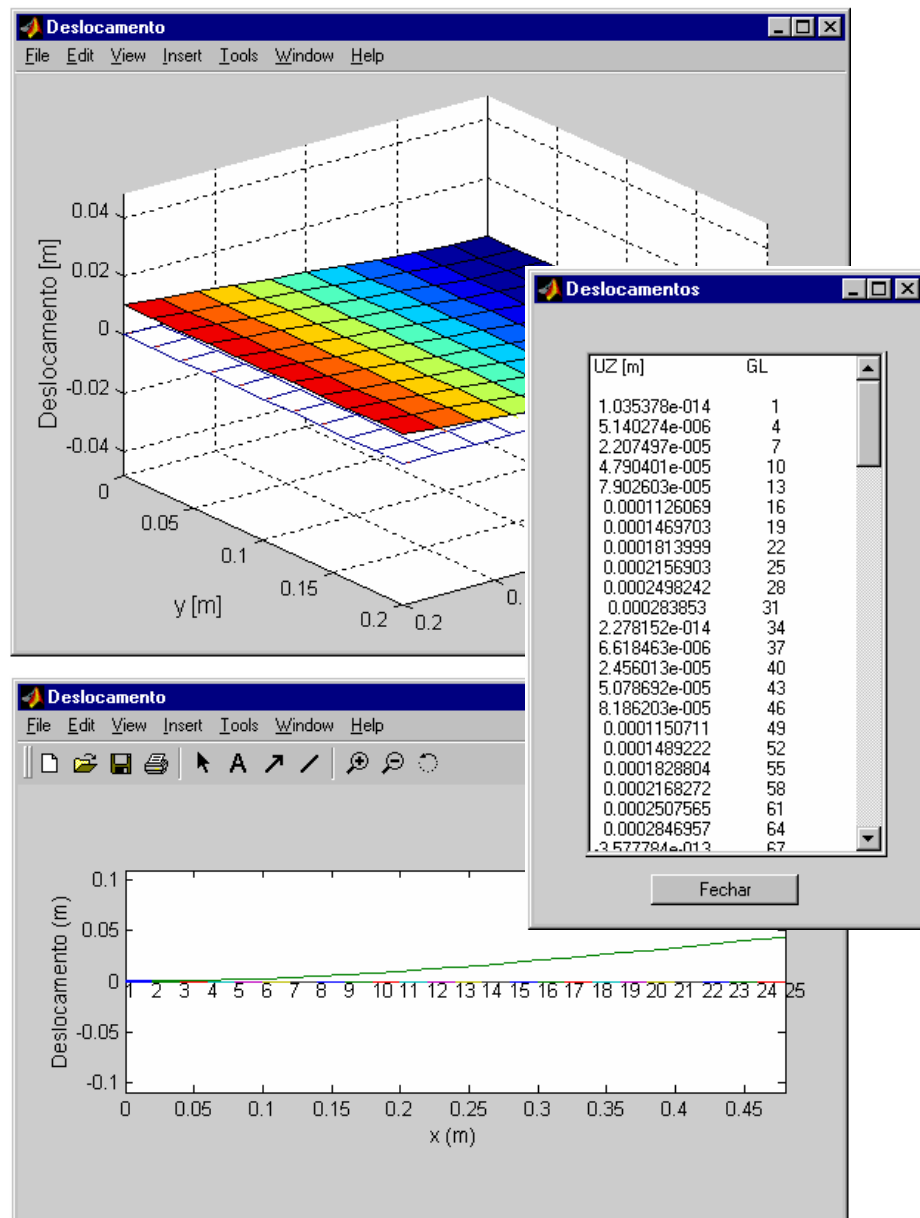 Deslocamento
File Edit View Insert Tools Window Help
0.04
0.02
0
-0.02
-0.04
Deslocamento [m]
0
0.05
0.1
0.15
0.2
y [m]
0.2
0.
Deslocamentos
UZ [m] GL
1.035378e-014 1
5.140274e-006 4
2.207497e-005 7
4.790401e-005 10
7.902603e-005 13
0.0001126069 16
0.0001469703 19
0.0001813999 22
0.0002156903 25
0.0002498242 28
0.000283853 31
2.278152e-014 34
6.618463e-006 37
2.456013e-005 40
5.078692e-005 43
8.186203e-005 46
0.0001150711 49
0.0001489222 52
0.0001828804 55
0.0002168272 58
0.0002507565 61
0.0002846957 64
-3.577784e-013 67
Fechar
Deslocamento
File Edit View Insert Tools Window Help
A
0.1
0.05
0
-0.05
-0.1
Deslocamento (m)
1 2 3 4 5 6 7 8 9 10 11 12 13 14 15 16 17 18 19 20 21 22 23 24 25
0 0.05 0.1 0.15 0.2 0.25 0.3 0.35 0.4 0.45
x (m)